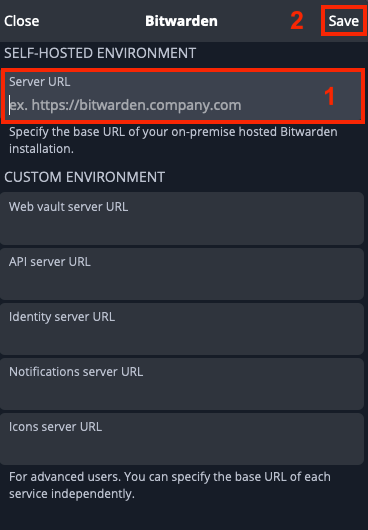 Close Bitwarden 2 Save
SELF-HOSTED ENVIRONMENT
Server URL
ex. https://bitwarden.company.com 1
Specify the base URL of your on-premise hosted Bitwarden
installation.
CUSTOM ENVIRONMENT
Web vault server URL
API server URL
Identity server URL
Notifications server URL
Icons server URL
For advanced users. You can specify the base URL of each
service independently.